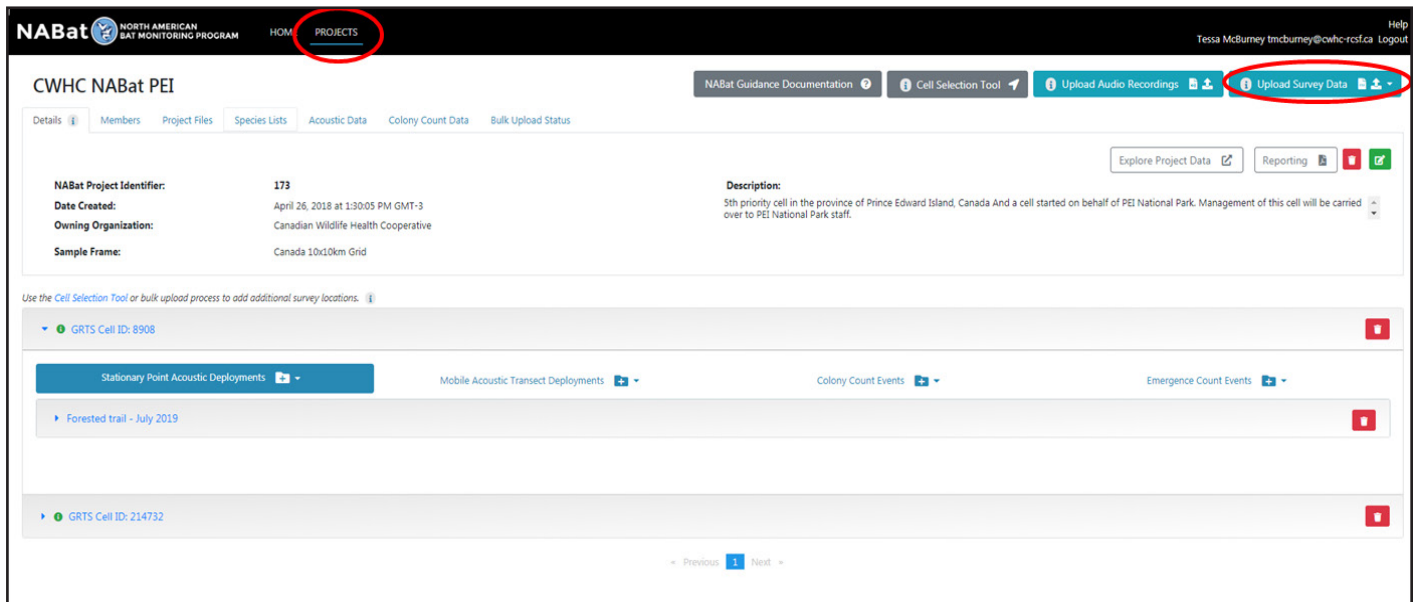 NABat NORTH AMERICAN BAT MONITORING PROGRAM
HOME
PROJECTS
Help
Tessa McBurney tmcburney@cwhc-rcsf.ca Logout
CWHC NABat PEI
NABat Guidance Documentation
Cell Selection Tool
Upload Audio Recordings
Upload Survey Data
Details
Members
Project Files
Species Lists
Acoustic Data
Colony Count Data
Bulk Upload Status
Explore Project Data
Reporting
NABat Project Identifier: 173
Date Created: April 26, 2018 at 1:30:05 PM GMT-3
Owning Organization: Canadian Wildlife Health Cooperative
Sample Frame: Canada 10x10km Grid
Description:
5th priority cell in the province of Prince Edward Island, Canada And a cell started on behalf of PEI National Park. Management of this cell will be carried
over to PEI National Park staff.
Use the Cell Selection Tool or bulk upload process to add additional survey locations.
GRTS Cell ID: 8908
Stationary Point Acoustic Deployments
Mobile Acoustic Transect Deployments
Colony Count Events
Emergence Count Events
Forested trail - July 2019
GRTS Cell ID: 214732
« Previous 1 Next »